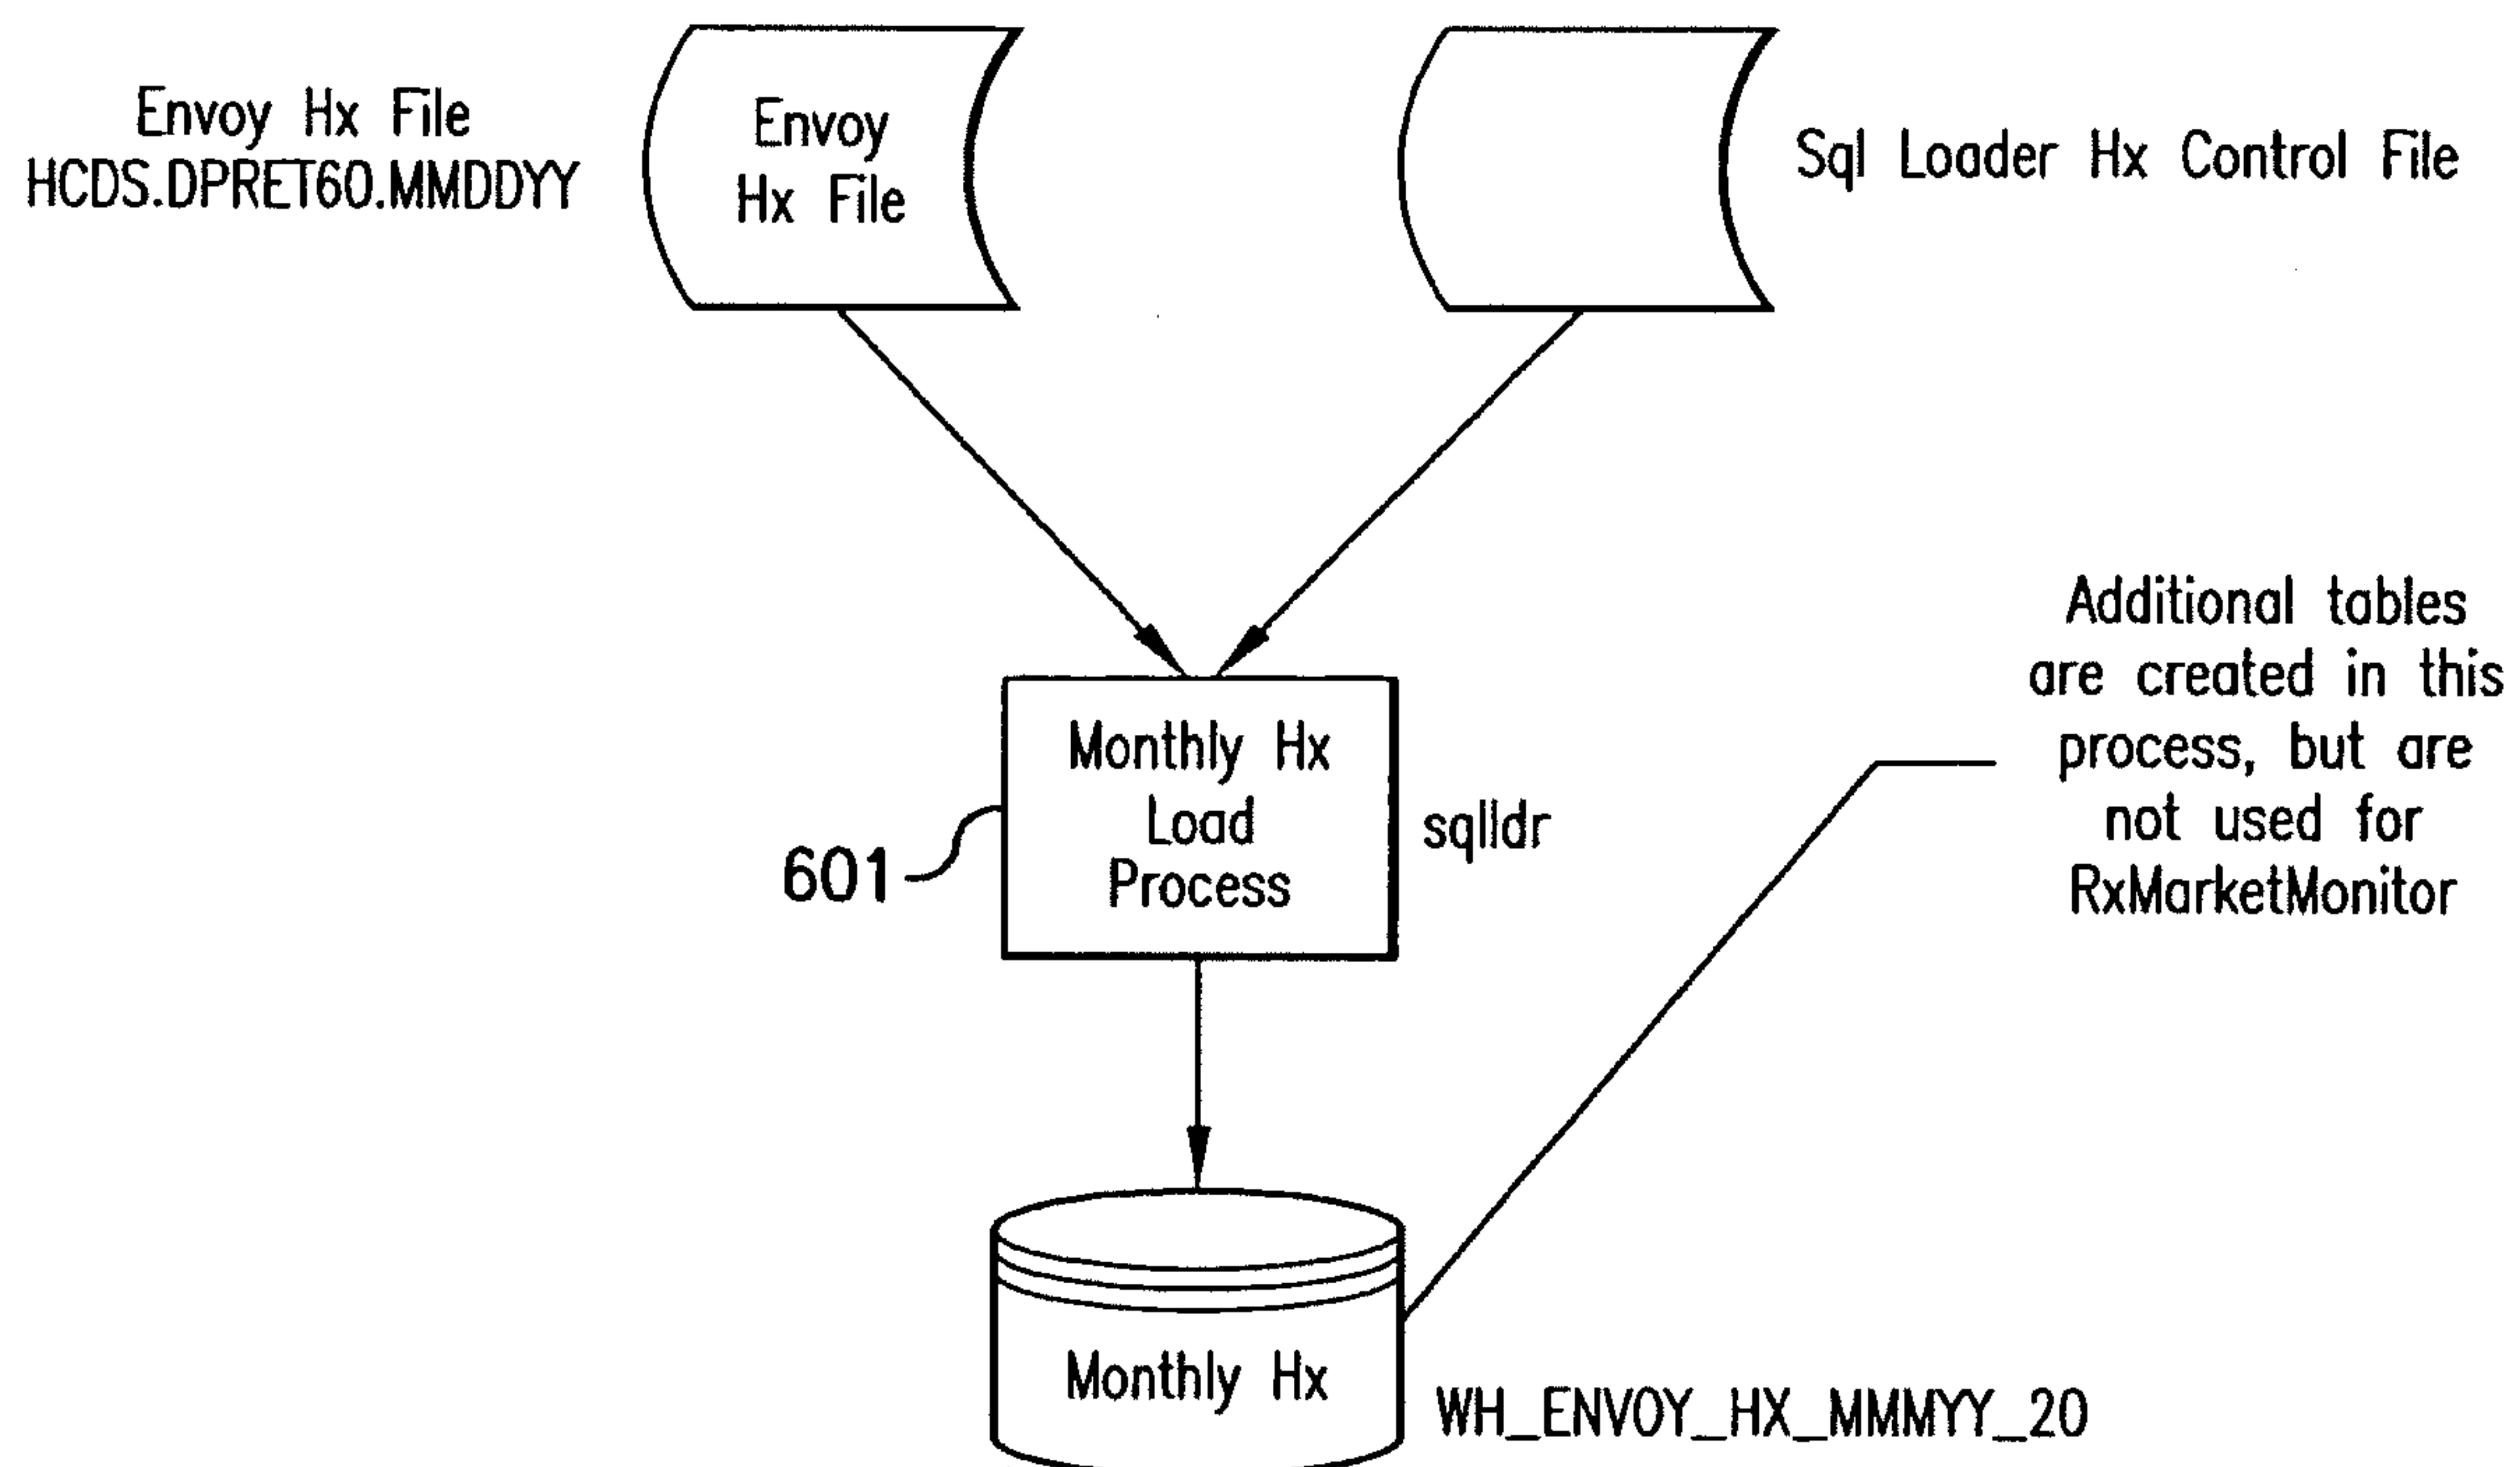 Envoy Hx File
HCDS.DPRET60.MMDDYY
Envoy
Hx File
Sql Loader Hx Control File
Additional tables
are created in this
process, but are
not used for
RxMarketMonitor
Monthly Hx
Load
Process
sqlldr
601
Monthly Hx
WH_ENVOY_HX_MMMYY_20